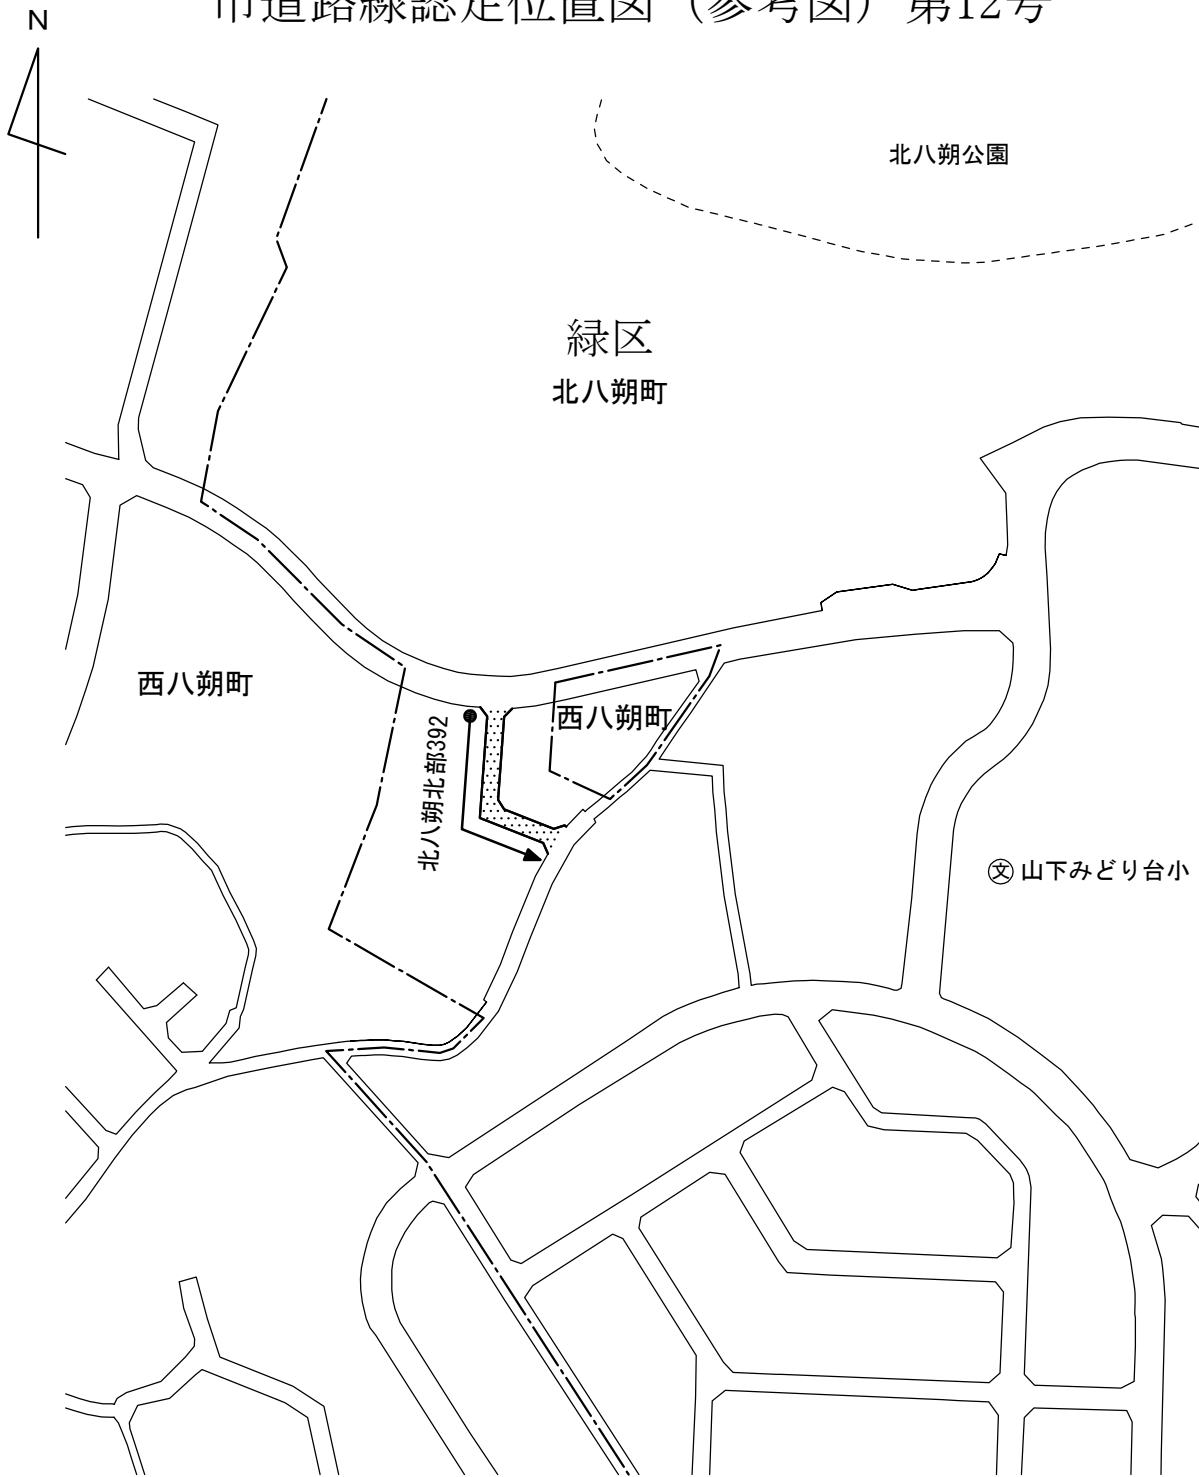 市道路線認定位置図（参考図）第12号
N
北八朔公園
緑区
北八朔町
西八朔町
西八朔町
北八朔北部392
文 山下みどり台小